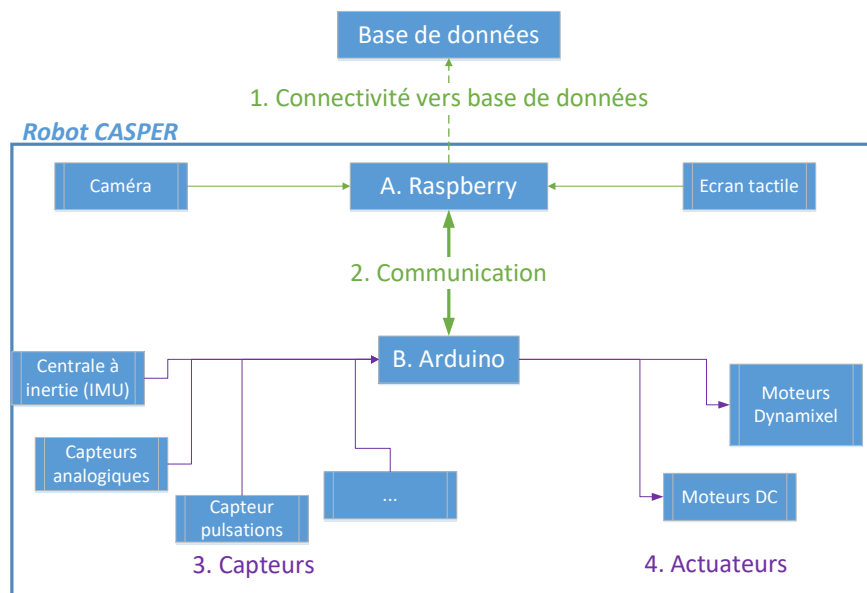 Base de données
1. Connectivité vers base de données
Robot CASPER
Caméra
A. Raspberry
Ecran tactile
2. Communication
B. Arduino
Centrale à
inertie (IMU)
Moteurs
Dynamixel
Capteurs
analogiques
...
Capteur
pulsations
Moteurs DC
3. Capteurs
4. Actuateurs